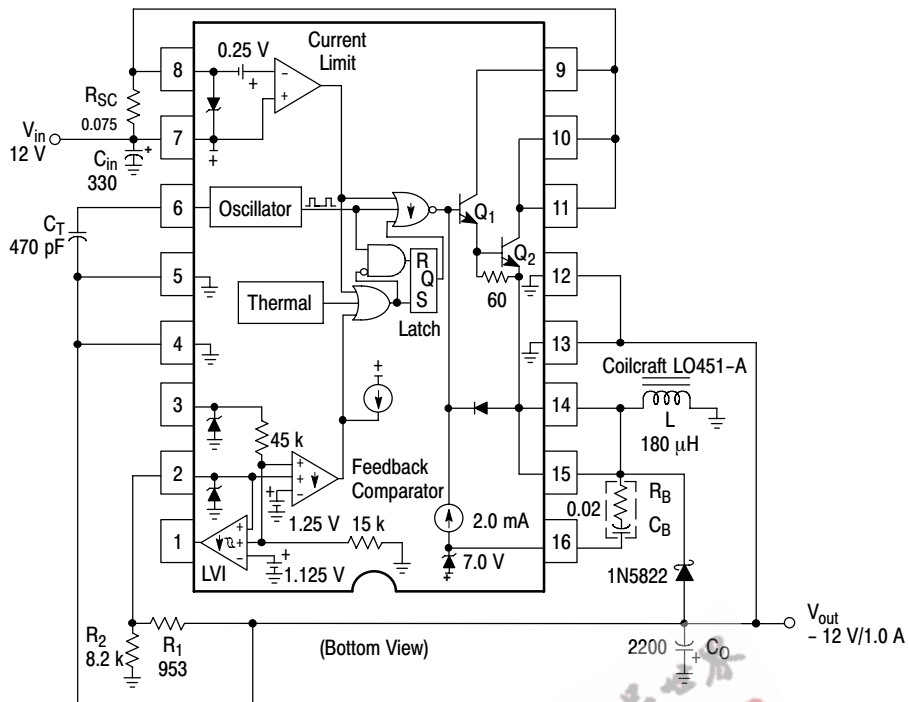 Current
Limit
0.25 V
+
−
+
8
RSC
0.075
Vin
12 V
7
Cin
330
+
+
9
10
11
6
Oscillator
Q1
Q2
CT
470 pF
5
R
Q
S
Latch
60
12
Thermal
4
13
+
Coilcraft LO451-A
3
14
L
180 µH
45 k
2
+
+
−
+
Feedback
Comparator
15
RB
0.02
CB
1.25 V
15 k
2.0 mA
16
1
+
+
−
LVI
+
1.125 V
7.0 V
+
1N5822
R2
8.2 k
R1
953
(Bottom View)
Vout
− 12 V/1.0 A
2200
CO
+